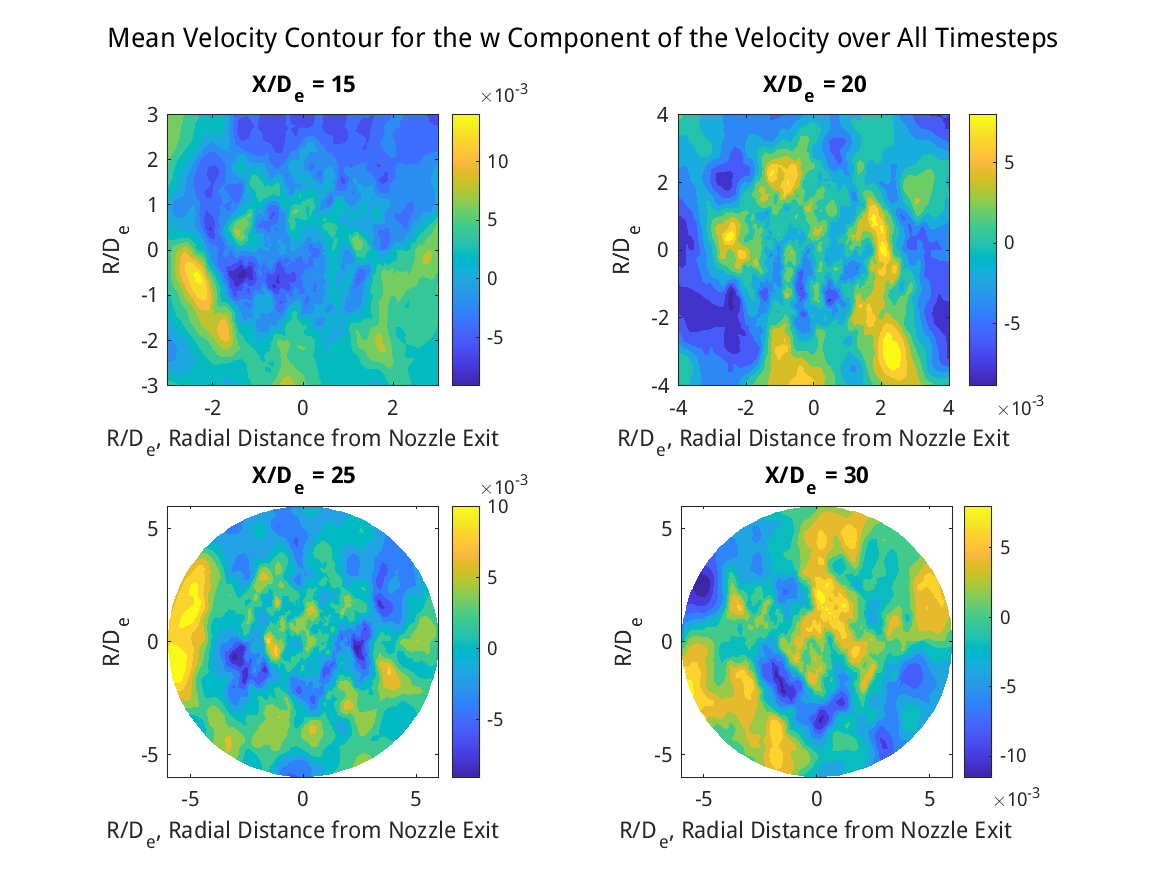 Mean Velocity Contour for the w Component of the Velocity over All Timesteps
X/De = 15
×10-3
3
2
1
0
-1
-2
-3
R/De
-2 0 2
10
5
0
-5
R/De, Radial Distance from Nozzle Exit
X/De = 20
4
2
0
-2
-4
R/De
-4 -2 0 2 4
5
0
-5
×10-3
R/De, Radial Distance from Nozzle Exit
X/De = 25
×10-3
5
0
-5
R/De
-5 0 5
10
5
0
-5
R/De, Radial Distance from Nozzle Exit
X/De = 30
5
0
-5
R/De
-5 0 5
5
0
-5
-10
×10-3
R/De, Radial Distance from Nozzle Exit